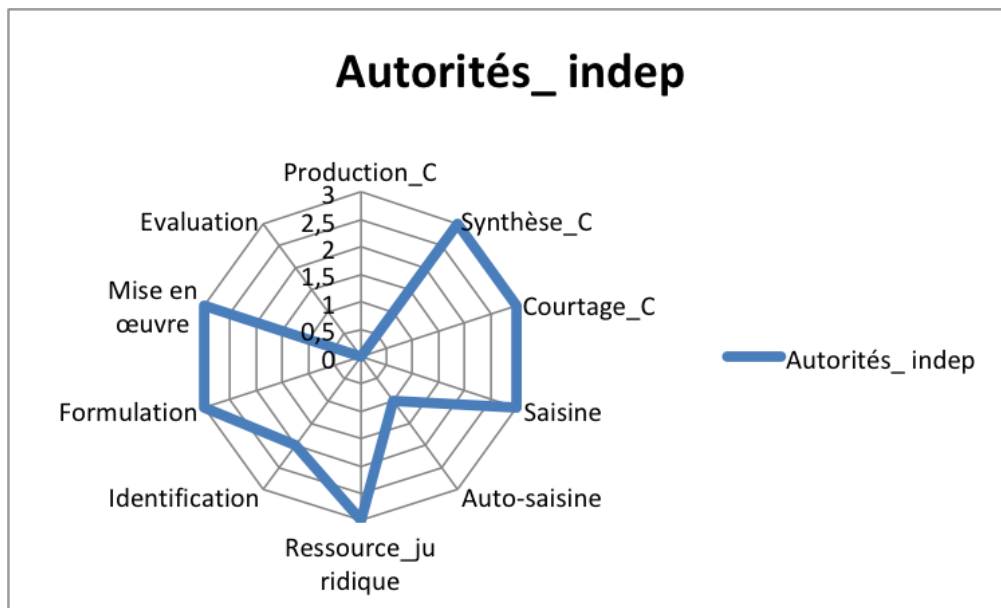 Autorités_ indep
Production_C
3
Evaluation
2,5
Synthèse_C
2
Mise en
œuvre
1,5
1
Courtage_C
0,5
0
Autorités_ indep
Formulation
Saisine
Identification
Auto-saisine
Ressource_ju
ridique